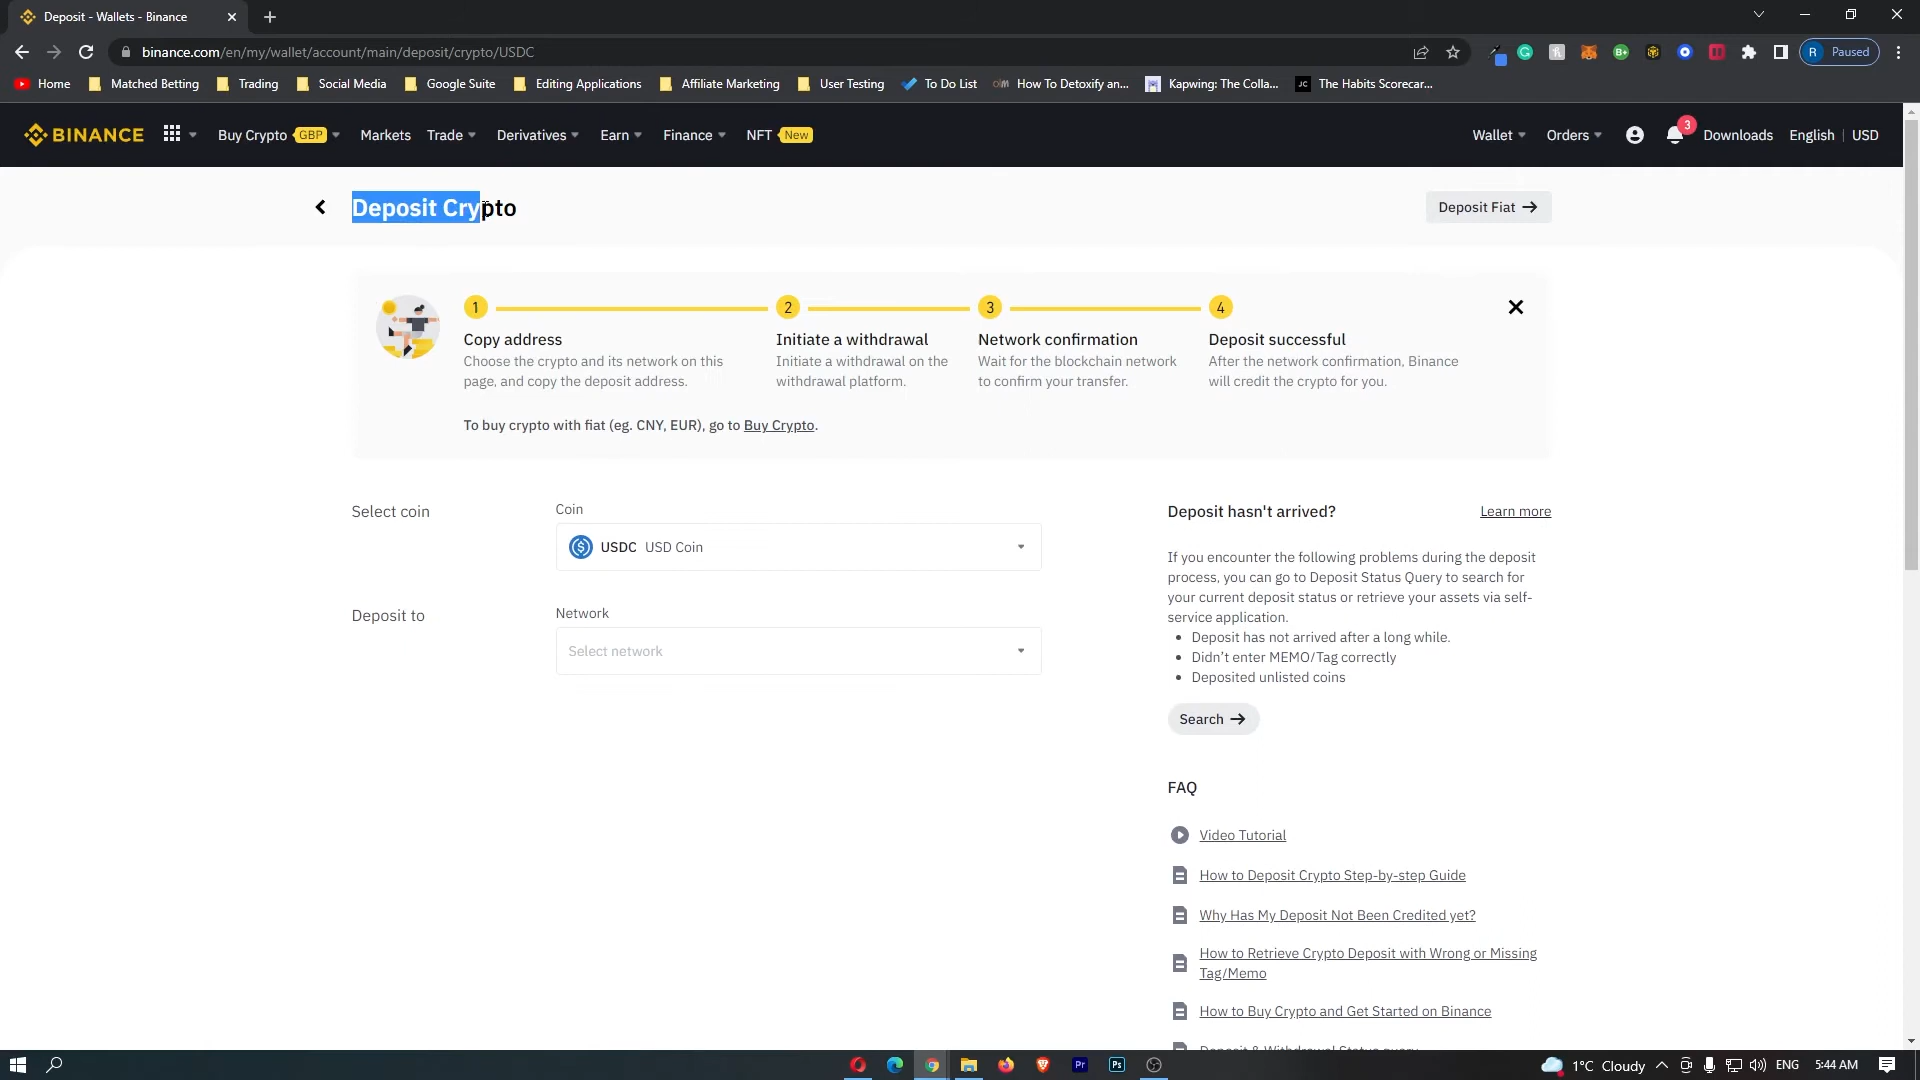 Deposit - Wallets - Binance
binance.com/en/my/wallet/account/main/deposit/crypto/USDC
R Paused
Home Matched Betting Trading Social Media Google Suite Editing Applications Affiliate Marketing User Testing To Do List How To Detoxify an... Kapwing: The Colla... JC The Habits Scorecar...
BINANCE Buy Crypto GBP Markets Trade Derivatives Earn Finance NFT New Wallet Orders 3 Downloads English USD
Deposit Crypto
Deposit Fiat
1 2 3 4
Copy address
Choose the crypto and its network on this
page, and copy the deposit address.
Initiate a withdrawal
Initiate a withdrawal on the
withdrawal platform.
Network confirmation
Wait for the blockchain network
to confirm your transfer.
Deposit successful
After the network confirmation, Binance
will credit the crypto for you.
To buy crypto with fiat (eg. CNY, EUR), go to Buy Crypto.
Select coin
Coin
USDC USD Coin
Deposit to
Network
Select network
Deposit hasn't arrived? Learn more
If you encounter the following problems during the deposit
process, you can go to Deposit Status Query to search for
your current deposit status or retrieve your assets via self-
service application.
Deposit has not arrived after a long while.
Didn't enter MEMO/Tag correctly
Deposited unlisted coins
Search
FAQ
Video Tutorial
How to Deposit Crypto Step-by-step Guide
Why Has My Deposit Not Been Credited yet?
How to Retrieve Crypto Deposit with Wrong or Missing
Tag/Memo
How to Buy Crypto and Get Started on Binance
Deposit & Withdrawal Status query
Pr Ps 1°C Cloudy ENG 5:44 AM